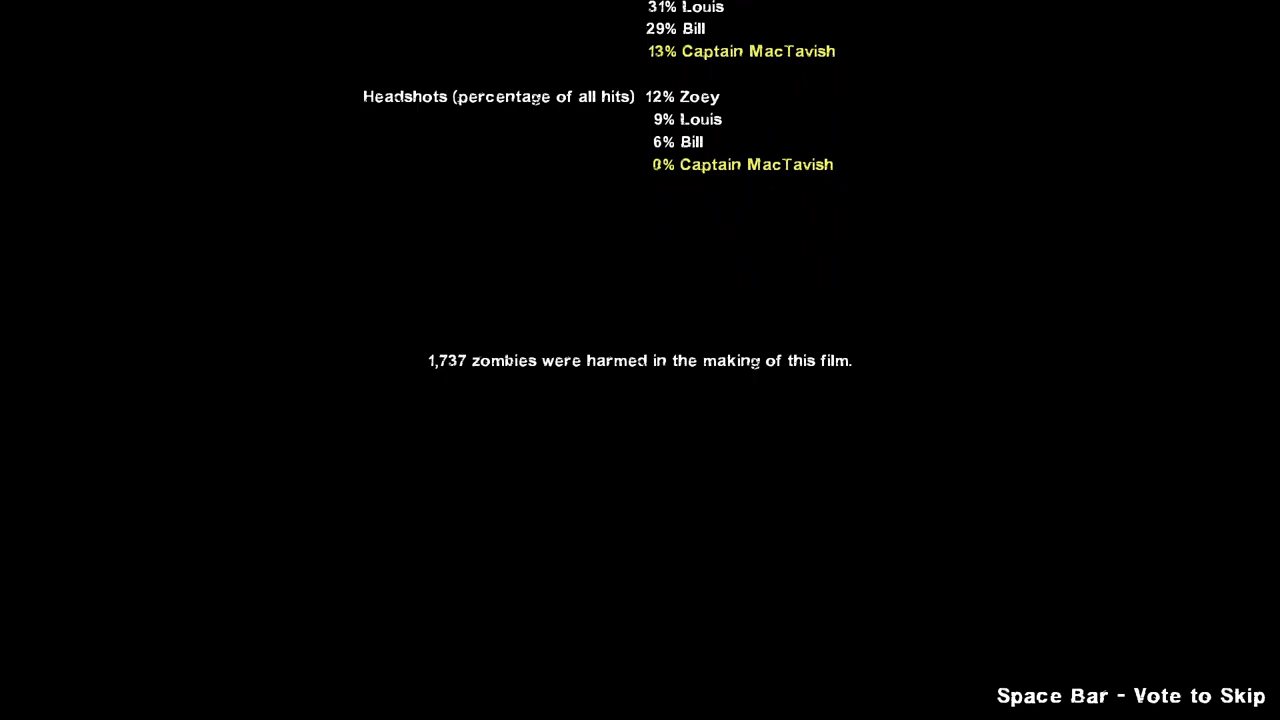 31% Louis
29% Bill
13% Captain MacTavish
Headshots (percentage of all hits) 12% Zoey
9% Louis
6% Bill
0% Captain MacTavish
1,737 zombies were harmed in the making of this film.
Space Bar - Vote to Skip